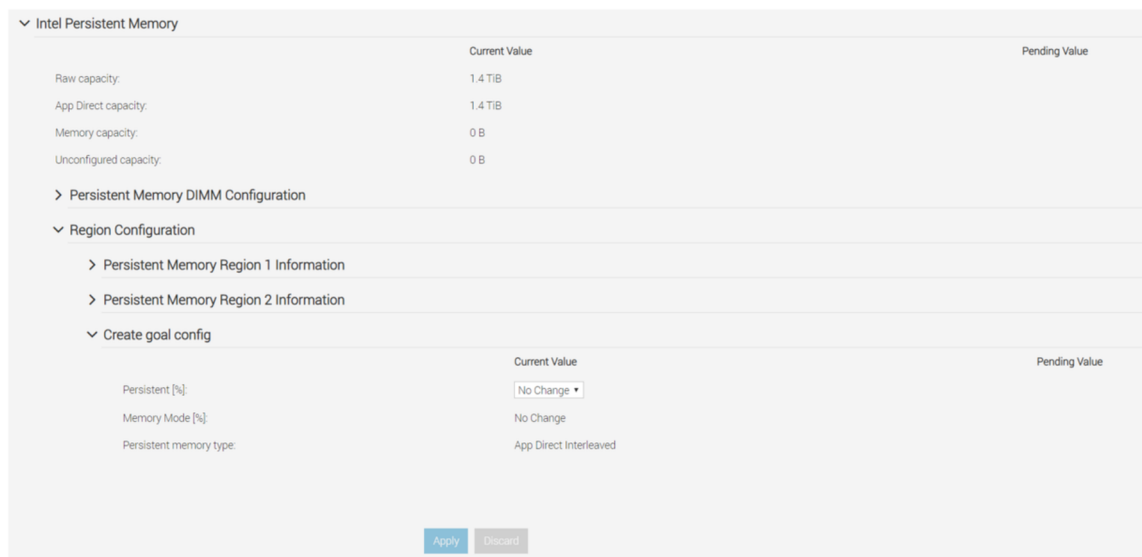 Intel Persistent Memory
Current Value Pending Value
Raw capacity: 1.4 TiB
App Direct capacity: 1.4 TiB
Memory capacity: 0 B
Unconfigured capacity: 0 B
Persistent Memory DIMM Configuration
Region Configuration
Persistent Memory Region 1 Information
Persistent Memory Region 2 Information
Create goal config
Current Value Pending Value
Persistent [%]: No Change
Memory Mode [%]: No Change
Persistent memory type: App Direct Interleaved
Apply Discard